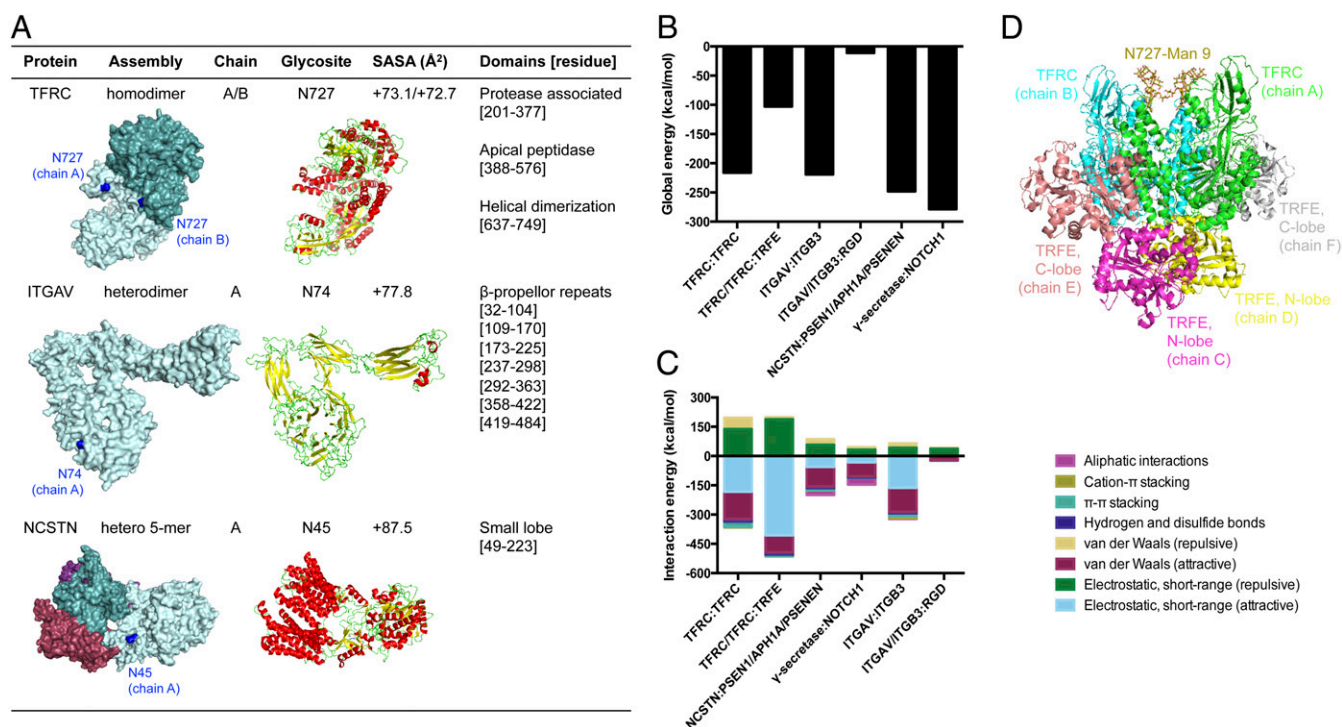 A
Protein Assembly Chain Glycosite SASA (Å²) Domains [residue]
TFRC homodimer A/B N727 +73.1/+72.7 Protease associated
[201-377]
Apical peptidase
[388-576]
Helical dimerization
[637-749]
N727
(chain A)
N727
(chain B)
ITGAV heterodimer A N74 +77.8 β-propellor repeats
[32-104]
[109-170]
[173-225]
[237-298]
[292-363]
[358-422]
[419-484]
N74
(chain A)
NCSTN hetero 5-mer A N45 +87.5 Small lobe
[49-223]
N45
(chain A)
B
Global energy (kcal/mol)
0
-50
-100
-150
-200
-250
-300
TFRC:TFRC
TFRC/TFRC:TRFE
ITGAV:ITGB3
ITGAV/ITGB3:RGD
NCSTN:PSEN1/APH1A/PSENEN
γ-secretase:NOTCH1
C
Interaction energy (kcal/mol)
300
150
0
-150
-300
-450
-600
TFRC:TFRC
TFRC/TFRC:TRFE
NCSTN:PSEN1/APH1A/PSENEN
γ-secretase:NOTCH1
ITGAV:ITGB3
ITGAV/ITGB3:RGD
Aliphatic interactions
Cation-π stacking
π-π stacking
Hydrogen and disulfide bonds
van der Waals (repulsive)
van der Waals (attractive)
Electrostatic, short-range (repulsive)
Electrostatic, short-range (attractive)
D
N727-Man 9
TFRC
(chain B)
TFRC
(chain A)
TRFE,
C-lobe
(chain F)
TRFE,
C-lobe
(chain E)
TRFE, N-lobe
(chain D)
TRFE,
N-lobe
(chain C)